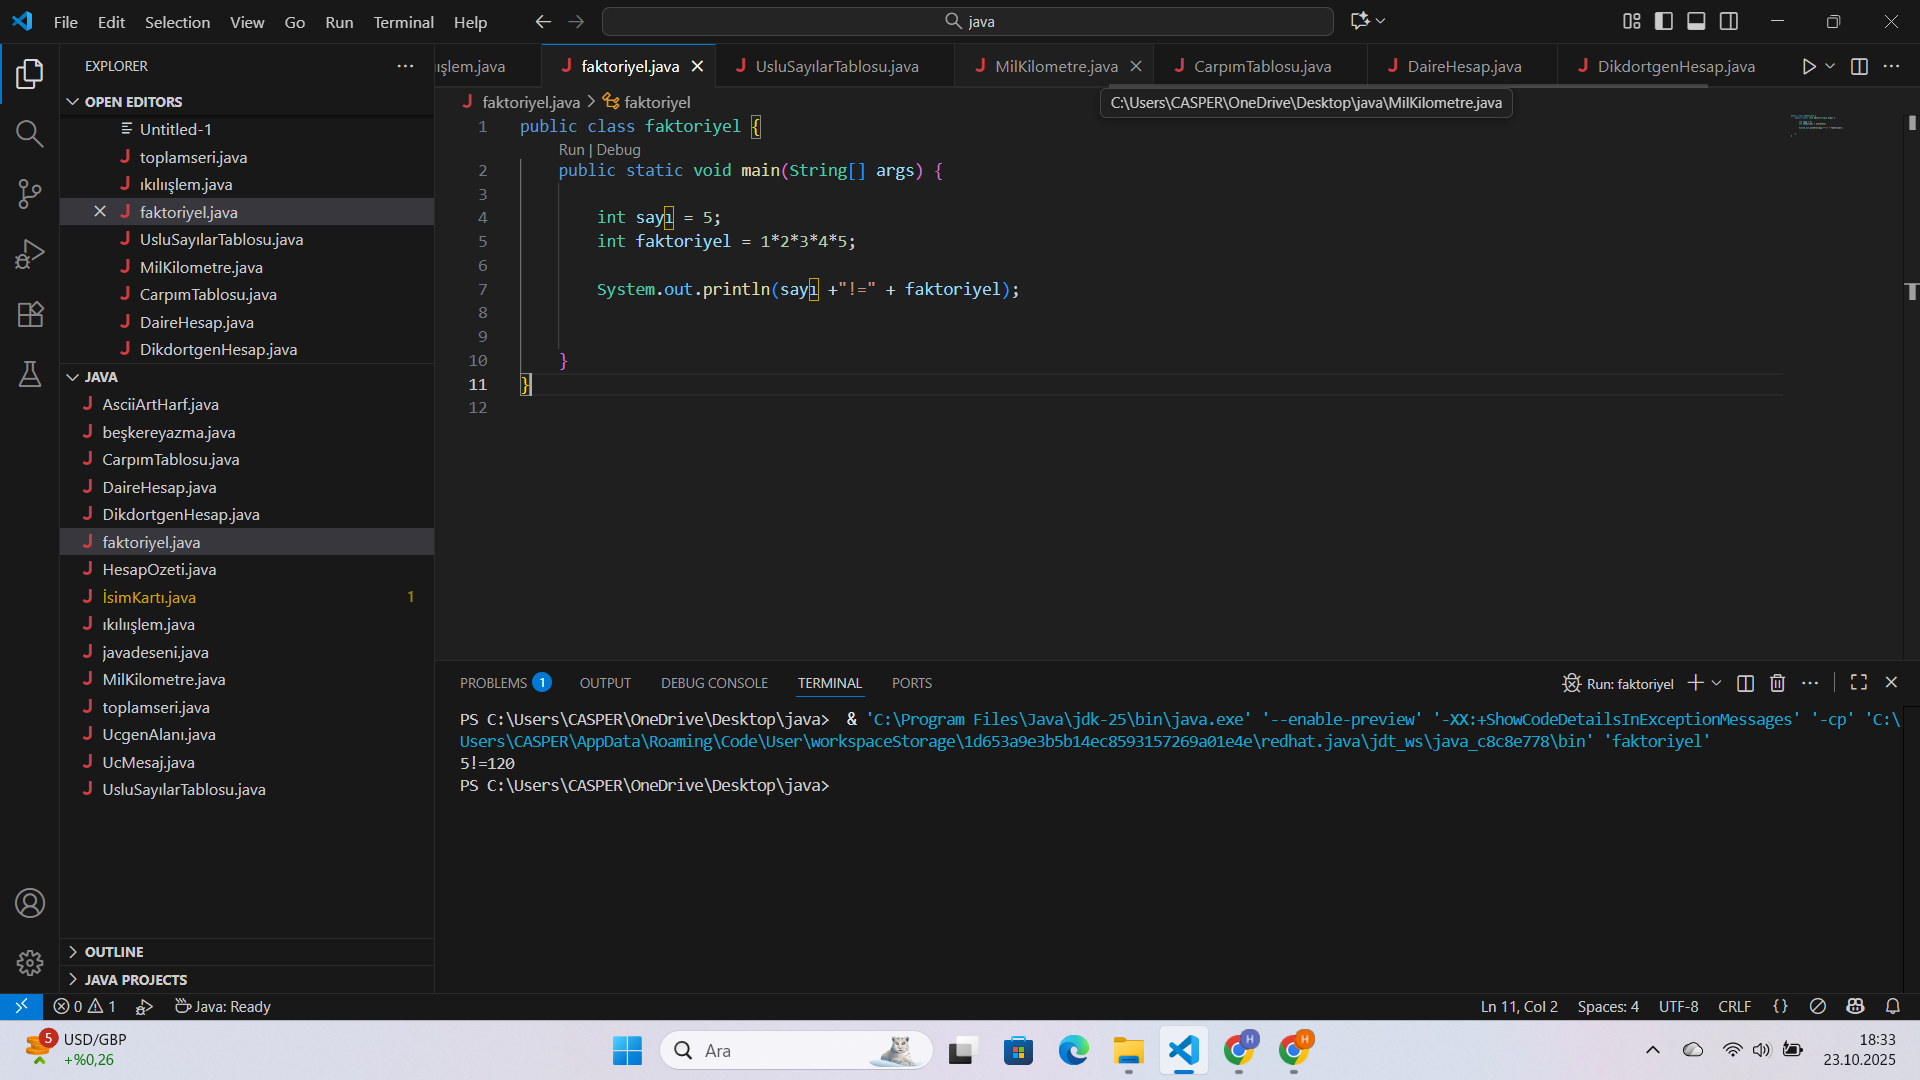 File Edit Selection View Go Run Terminal Help
java
EXPLORER
OPEN EDITORS
Untitled-1
toplamseri.java
ıkılıışlem.java
faktoriyel.java
UsluSayılarTablosu.java
MilKilometre.java
CarpımTablosu.java
DaireHesap.java
DikdortgenHesap.java
JAVA
AsciiArtHarf.java
beşkereyazma.java
CarpımTablosu.java
DaireHesap.java
DikdortgenHesap.java
faktoriyel.java
HesapOzeti.java
İsimKartı.java 1
ıkılıışlem.java
javadeseni.java
MilKilometre.java
toplamseri.java
UcgenAlanı.java
UcMesaj.java
UsluSayılarTablosu.java
OUTLINE
JAVA PROJECTS
ışlem.java faktoriyel.java UsluSayılarTablosu.java MilKilometre.java CarpımTablosu.java DaireHesap.java DikdortgenHesap.java
faktoriyel.java > faktoriyel
C:\Users\CASPER\OneDrive\Desktop\java\MilKilometre.java
1 public class faktoriyel {
Run | Debug
2 public static void main(String[] args) {
3
4 int sayı = 5;
5 int faktoriyel = 1*2*3*4*5;
6
7 System.out.println(sayı +"!=" + faktoriyel);
8
9
10 }
11 }
12
PROBLEMS 1 OUTPUT DEBUG CONSOLE TERMINAL PORTS
Run: faktoriyel
PS C:\Users\CASPER\OneDrive\Desktop\java> & 'C:\Program Files\Java\jdk-25\bin\java.exe' '--enable-preview' '-XX:+ShowCodeDetailsInExceptionMessages' '-cp' 'C:\
Users\CASPER\AppData\Roaming\Code\User\workspaceStorage\1d653a9e3b5b14ec8593157269a01e4e\redhat.java\jdt_ws\java_c8c8e778\bin' 'faktoriyel'
5!=120
PS C:\Users\CASPER\OneDrive\Desktop\java>
0 1 Java: Ready
Ln 11, Col 2 Spaces: 4 UTF-8 CRLF {}
5 USD/GBP
+%0,26
Ara
H H
18:33
23.10.2025